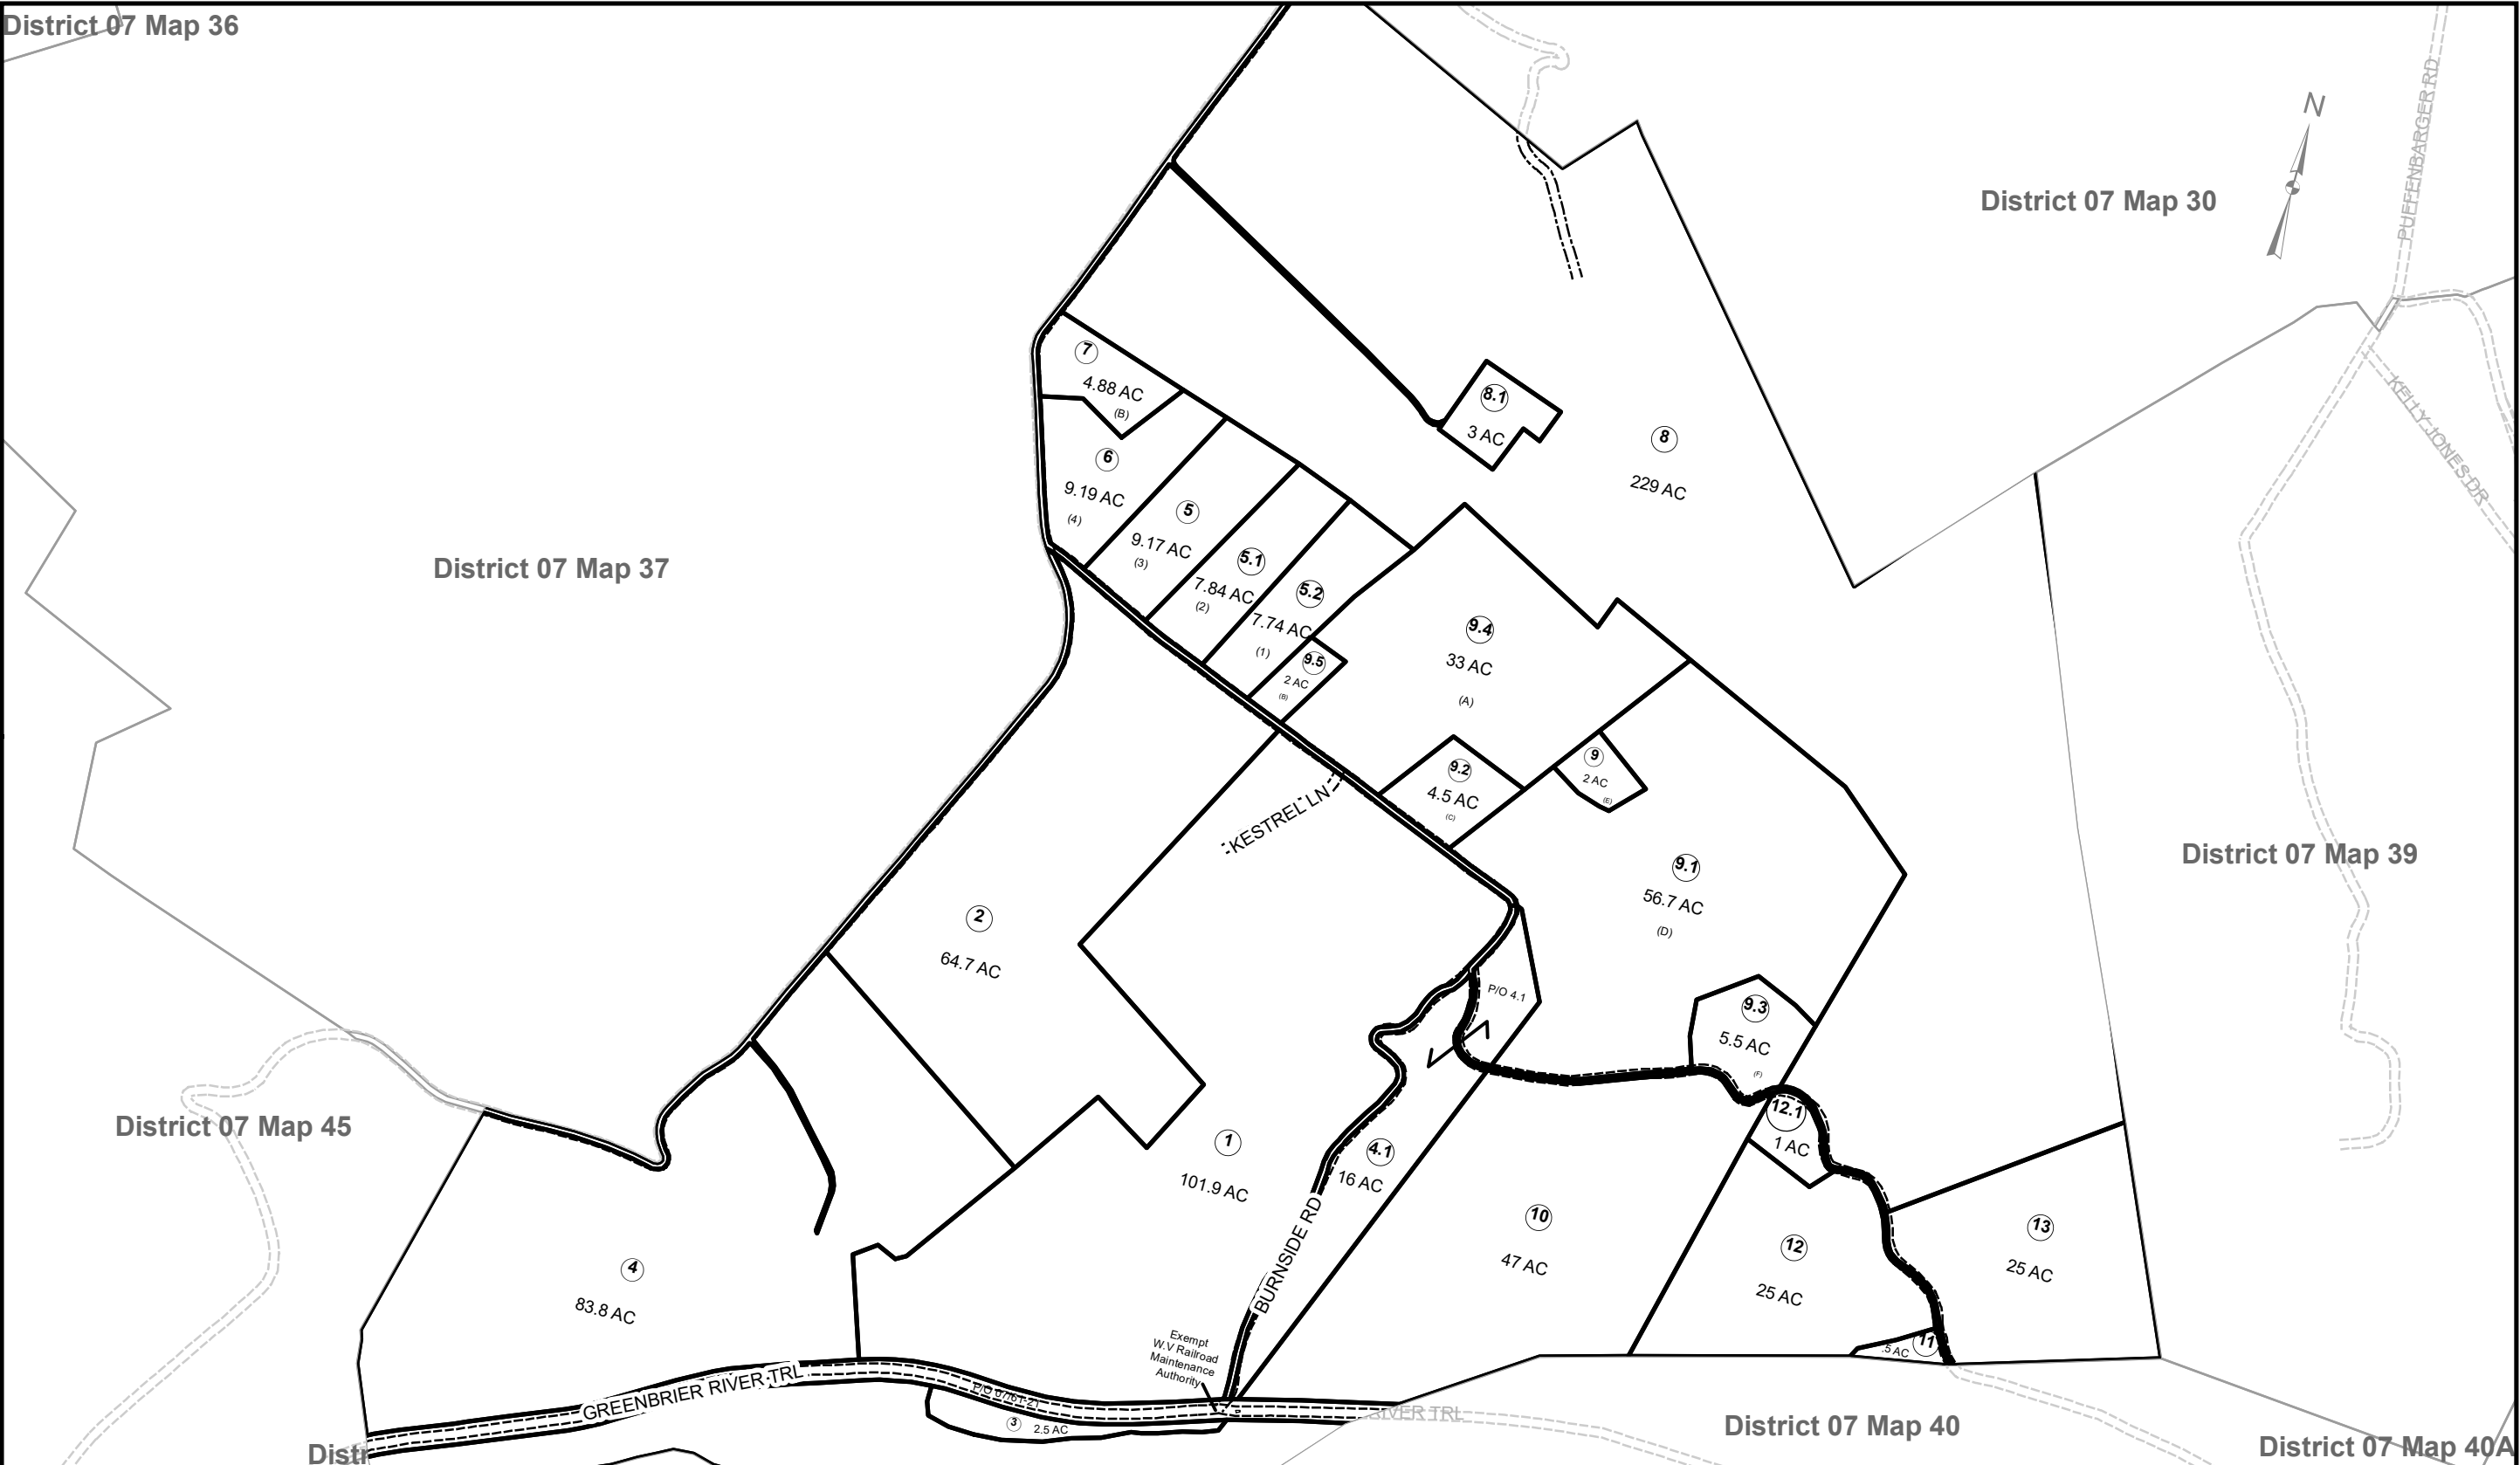 District 07 Map 36
N
PUFFENBARGER RD
District 07 Map 30
KELLY JONES DR
7
4.88 AC
(B)
8.1
3 AC
8
229 AC
6
9.19 AC
(4)
5
9.17 AC
(3)
5.1
7.84 AC
(2)
5.2
7.74 AC
(1)
9.5
2 AC
(B)
9.4
33 AC
(A)
District 07 Map 37
9.2
4.5 AC
(C)
9
2 AC
(E)
KESTREL LN
9.1
56.7 AC
(D)
District 07 Map 39
2
64.7 AC
P/O 4.1
9.3
5.5 AC
(F)
District 07 Map 45
12.1
1 AC
1
101.9 AC
4.1
16 AC
BURNSIDE RD
10
47 AC
12
25 AC
13
25 AC
4
83.8 AC
11
.5 AC
Exempt
W.V Railroad
Maintenance
Authority
GREENBRIER RIVER TRL
P/O 07/61-21
3
2.5 AC
RIVER TRL
District 07 Map 40
District 07 Map 40A
Distr